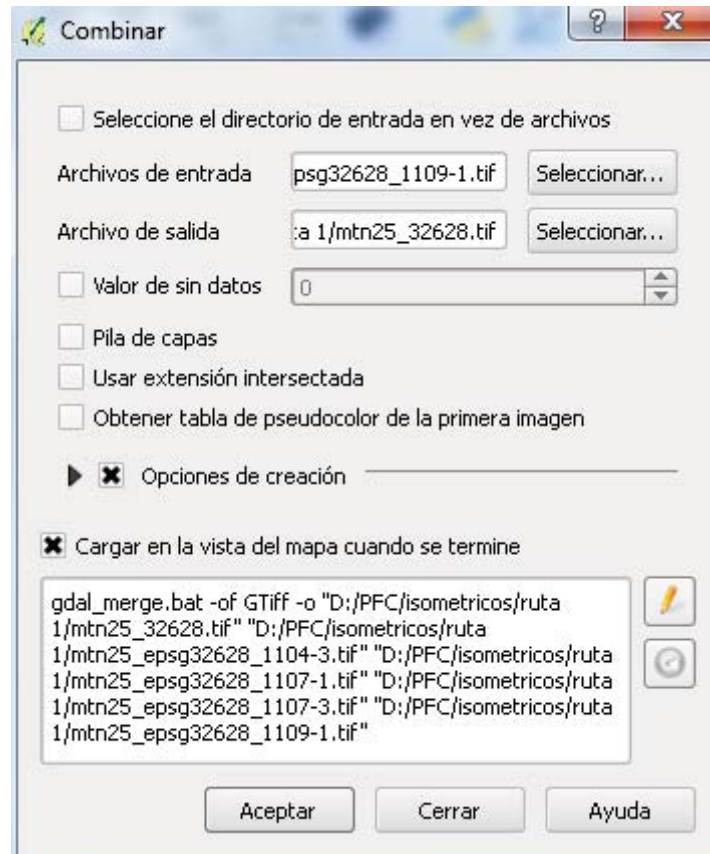 Combinar
Seleccione el directorio de entrada en vez de archivos
Archivos de entrada psg32628_1109-1.tif Seleccionar...
Archivo de salida :a 1/mtn25_32628.tif Seleccionar...
Valor de sin datos 0
Pila de capas
Usar extensión intersectada
Obtener tabla de pseudocolor de la primera imagen
Opciones de creación
Cargar en la vista del mapa cuando se termine
gdal_merge.bat -of GTiff -o "D:/PFC/isometricos/ruta
1/mtn25_32628.tif" "D:/PFC/isometricos/ruta
1/mtn25_epsg32628_1104-3.tif" "D:/PFC/isometricos/ruta
1/mtn25_epsg32628_1107-1.tif" "D:/PFC/isometricos/ruta
1/mtn25_epsg32628_1107-3.tif" "D:/PFC/isometricos/ruta
1/mtn25_epsg32628_1109-1.tif"
Aceptar Cerrar Ayuda